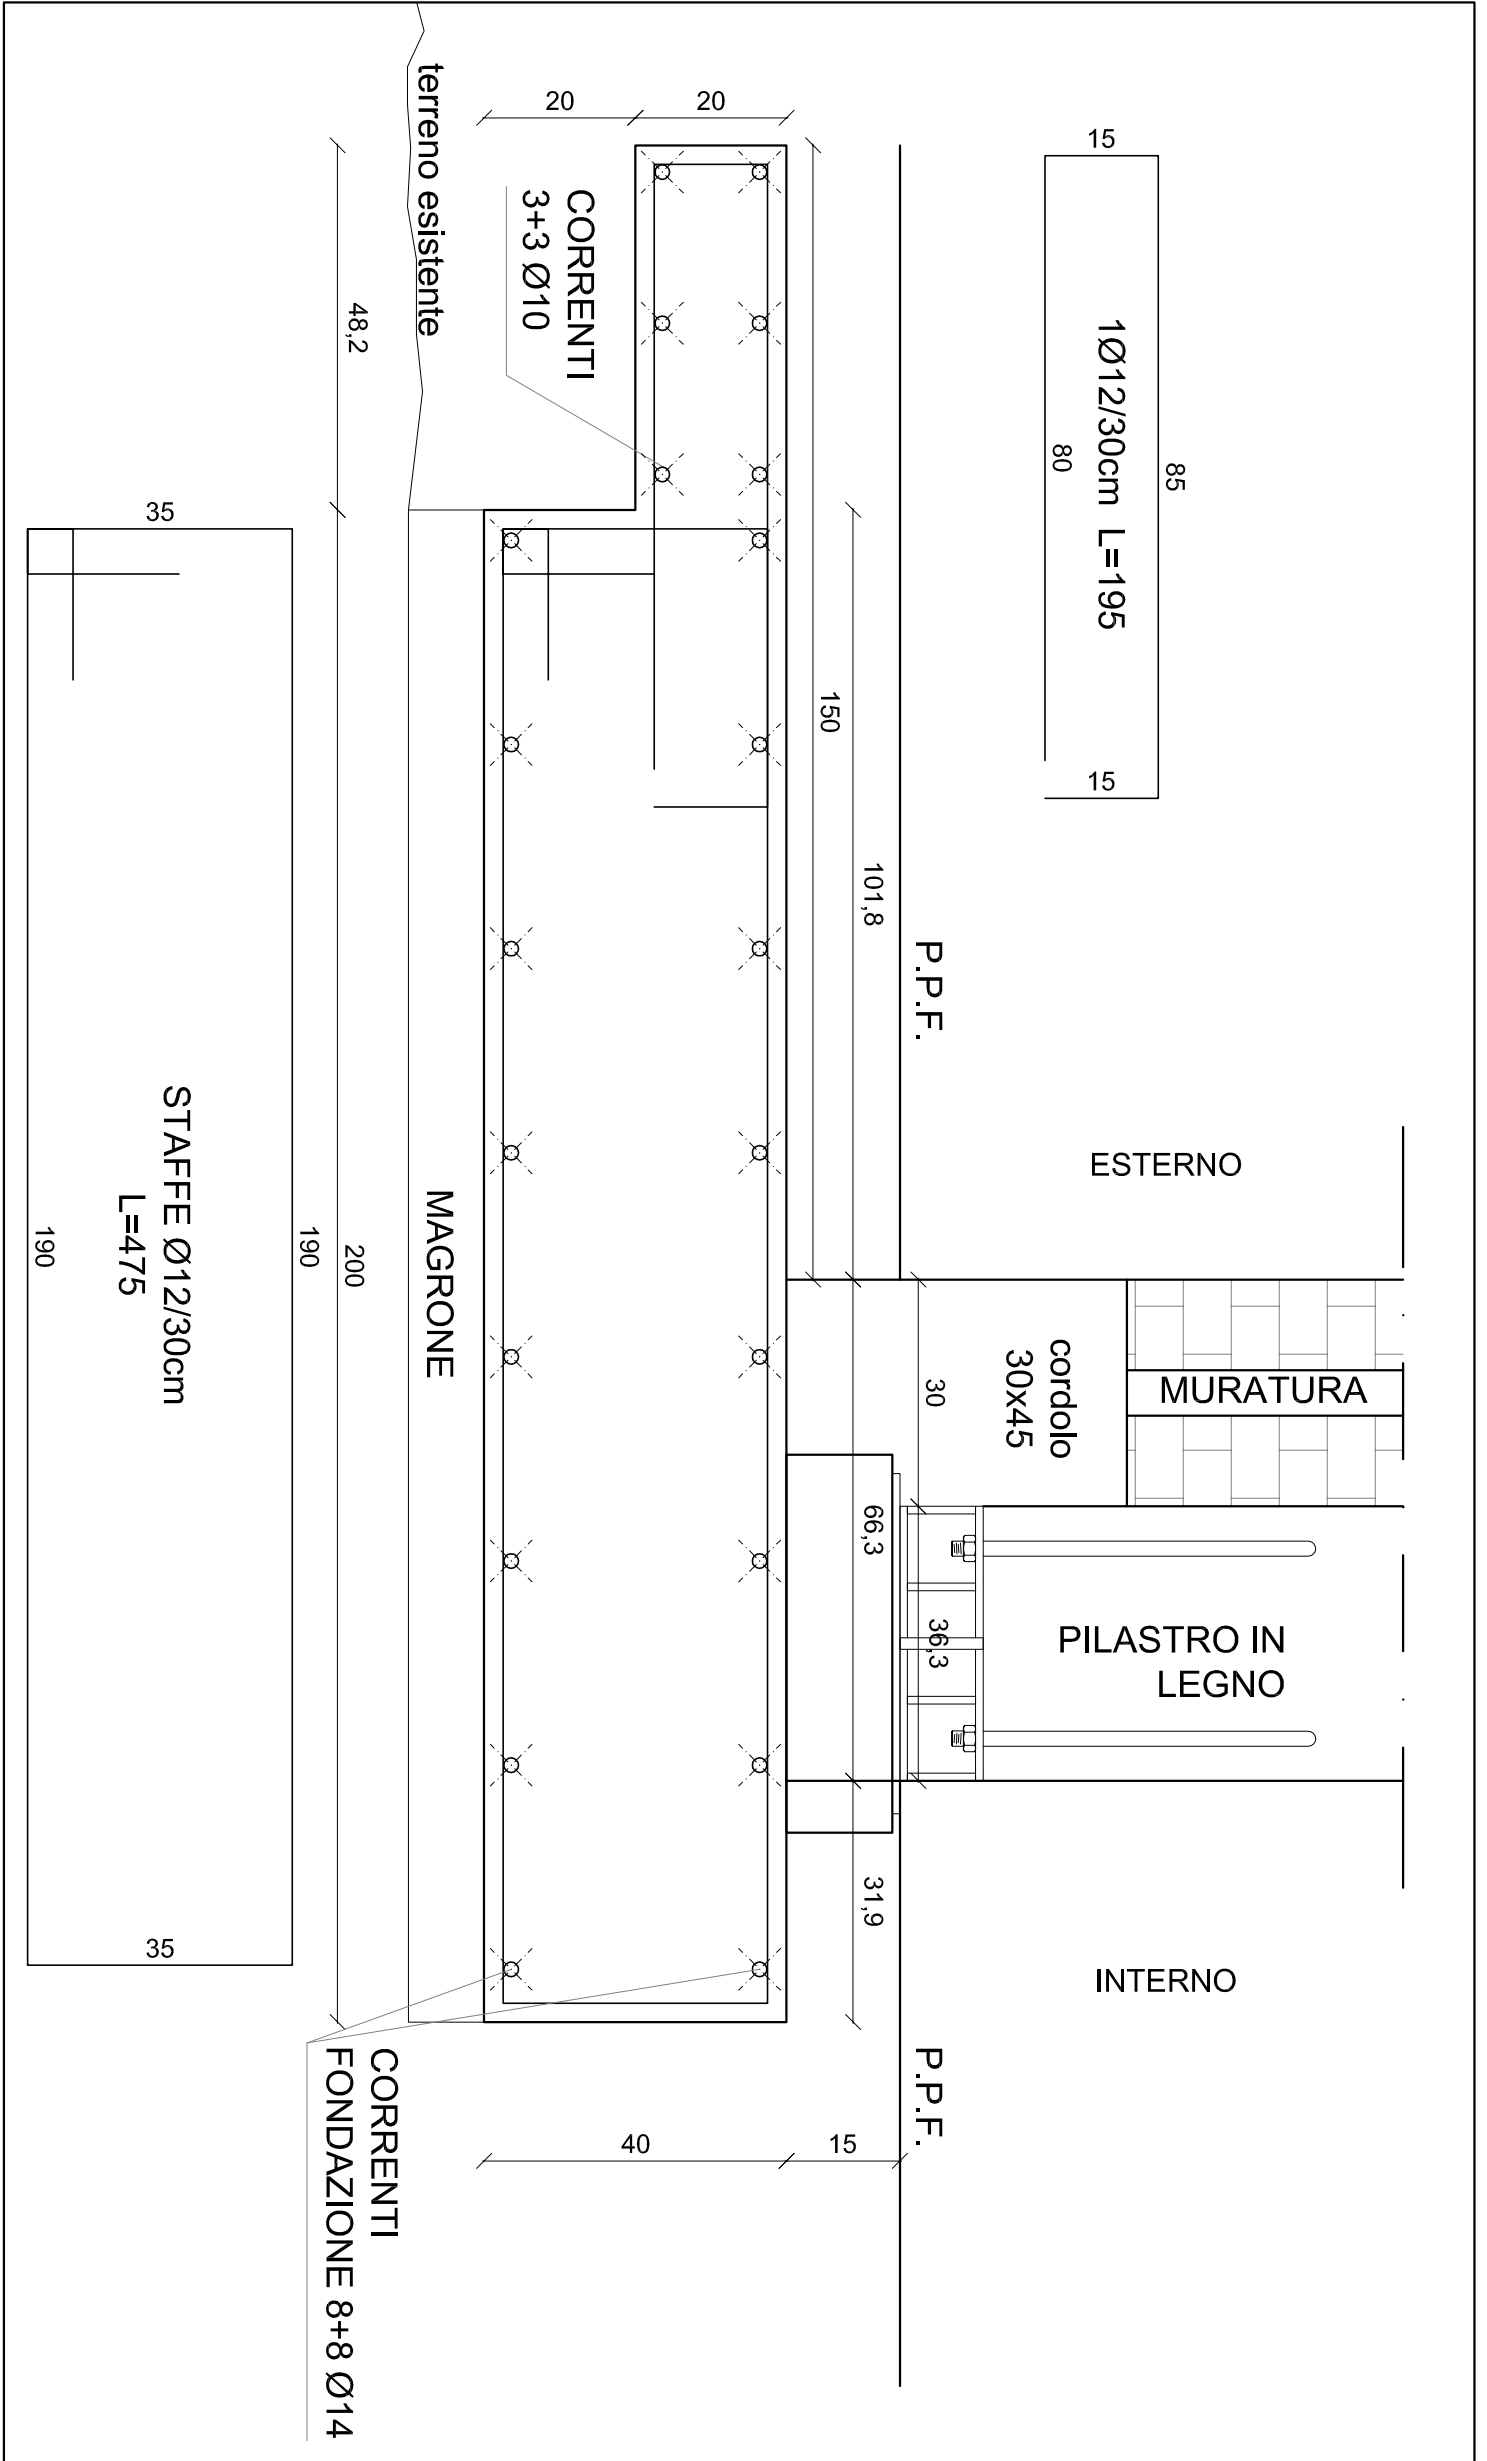 15
1Ø12/30cm L=195
85
80
15
20
20
CORRENTI
3+3 Ø10
terreno esistente
48,2
150
101,8
P.P.F.
ESTERNO
MURATURA
cordolo
30x45
30
66,3
36,3
PILASTRO IN
LEGNO
31,9
INTERNO
P.P.F.
15
40
MAGRONE
200
CORRENTI
FONDAZIONE 8+8 Ø14
35
190
STAFFE Ø12/30cm
L=475
190
35